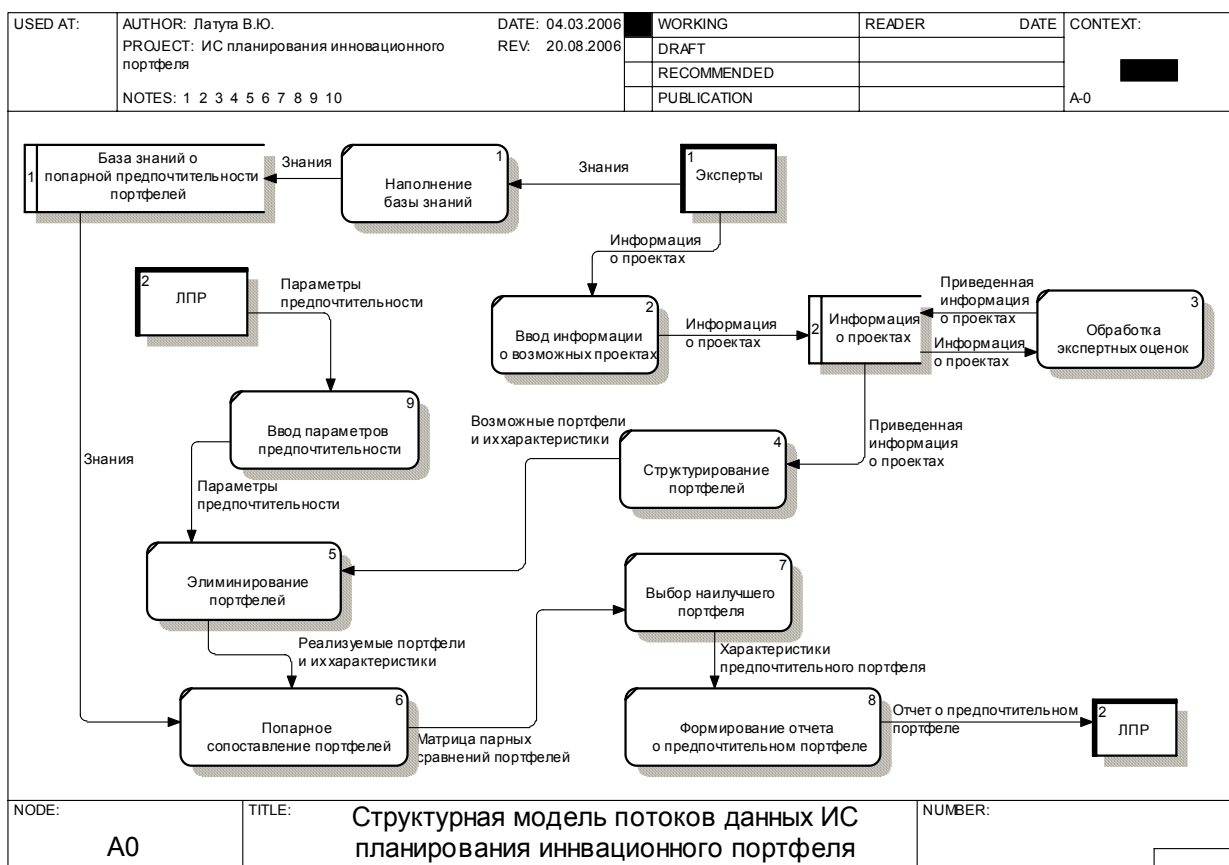 USED AT:
AUTHOR: Латута В.Ю.
DATE: 04.03.2006
PROJECT: ИС планирования инновационного
портфеля
REV: 20.08.2006
NOTES: 1 2 3 4 5 6 7 8 9 10
WORKING
DRAFT
RECOMMENDED
PUBLICATION
READER
DATE
CONTEXT:
A-0
1
База знаний о
попарной предпочтительности
портфелей
Знания
1
Наполнение
базы знаний
Знания
1
Эксперты
Информация
о проектах
2
ЛПР
Параметры
предпочтительности
2
Ввод информации
о возможных проектах
Информация
о проектах
2
Информация
о проектах
Приведенная
информация
о проектах
Информация
о проектах
3
Обработка
экспертных оценок
9
Ввод параметров
предпочтительности
Возможные портфели
и их характеристики
4
Структурирование
портфелей
Приведенная
информация
о проектах
Знания
Параметры
предпочтительности
5
Элиминирование
портфелей
7
Выбор наилучшего
портфеля
Реализуемые портфели
и их характеристики
Характеристики
предпочтительного портфеля
6
Попарное
сопоставление портфелей
Матрица парных
сравнений портфелей
8
Формирование отчета
о предпочтительном портфеле
Отчет о предпочтительном
портфеле
2
ЛПР
NODE:
A0
TITLE:
Структурная модель потоков данных ИС
планирования иннвационного портфеля
NUMBER: